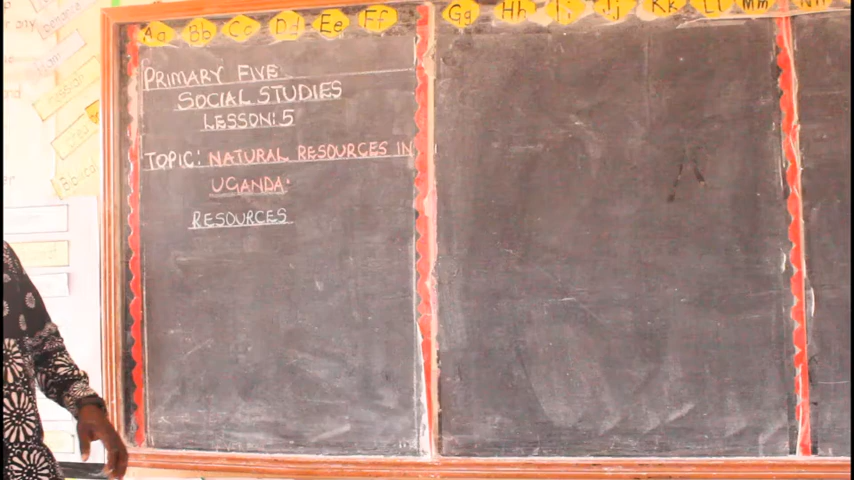 Aa Bb Cc Dd Ee Ff Gg Hh Ii Jj Kk Ll Mm Nn
PRIMARY FIVE
SOCIAL STUDIES
LESSON: 5
TOPIC: NATURAL RESOURCES IN
UGANDA.
RESOURCES